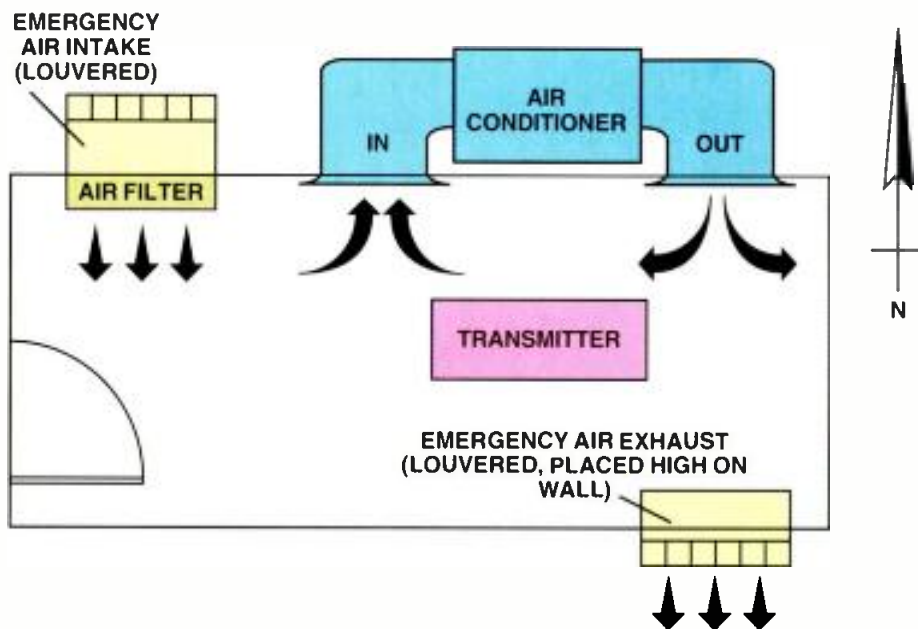 EMERGENCY
AIR INTAKE
(LOUVERED)
AIR FILTER
IN
AIR
CONDITIONER
OUT
N
TRANSMITTER
EMERGENCY AIR EXHAUST
(LOUVERED, PLACED HIGH ON
WALL)